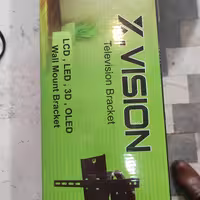 X VISION
Television Bracket
LCD , LED , 3D , OLED
Wall Mount Bracket